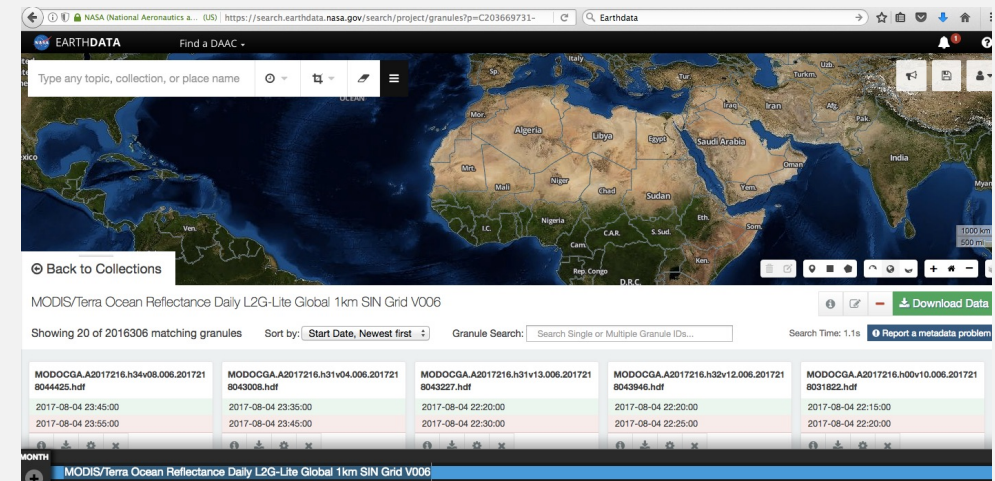 NASA (National Aeronautics a... (US) https://search.earthdata.nasa.gov/search/project/granules?p=C203669731- Earthdata
NASA EARTHDATA Find a DAAC 1
Type any topic, collection, or place name
Italy
Sp. Tur. Turkm. Uzb.
OCEAN
Mor. Iraq Iran Afg.
Pak.
Algeria Libya Egypt Saudi Arabia
xico
Mrt. Oman India
Mali Niger Chad Sudan Yem. Myan
Nigeria Eth.
Ven. I.C. C.A.R. S. Sud. Som.
Cam. 1000 km
500 mi
Rep. Congo Ken.
D.R.C.
Back to Collections
MODIS/Terra Ocean Reflectance Daily L2G-Lite Global 1km SIN Grid V006 Download Data
Showing 20 of 2016306 matching granules Sort by: Start Date, Newest first Granule Search: Search Single or Multiple Granule IDs... Search Time: 1.1s Report a metadata problem
MODOCGA.A2017216.h34v08.006.201721
8044425.hdf
2017-08-04 23:45:00
2017-08-04 23:55:00
MODOCGA.A2017216.h31v04.006.201721
8043008.hdf
2017-08-04 23:35:00
2017-08-04 23:45:00
MODOCGA.A2017216.h31v13.006.201721
8043227.hdf
2017-08-04 22:20:00
2017-08-04 22:30:00
MODOCGA.A2017216.h32v12.006.201721
8043946.hdf
2017-08-04 22:20:00
2017-08-04 22:25:00
MODOCGA.A2017216.h00v10.006.201721
8031822.hdf
2017-08-04 22:15:00
2017-08-04 22:20:00
MONTH
MODIS/Terra Ocean Reflectance Daily L2G-Lite Global 1km SIN Grid V006